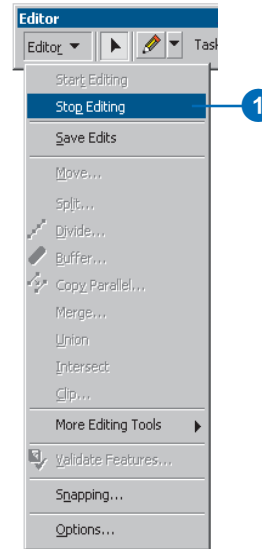 Editor
Editor Task
Start Editing
Stop Editing
1
Save Edits
Move...
Split...
Divide...
Buffer...
Copy Parallel...
Merge...
Union
Intersect
Clip...
More Editing Tools
Validate Features...
Snapping...
Options...